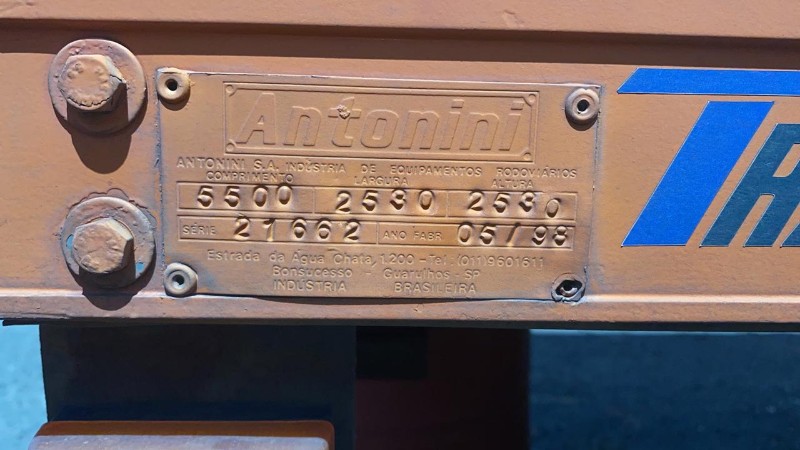 Antonini
ANTONINI S.A. INDÚSTRIA DE EQUIPAMENTOS RODOVIÁRIOS
COMPRIMENTO LARGURA ALTURA
5500 2530 2530
SÉRIE 21662 ANO FABR 05/98
Estrada da Água Chata, 1.200 - Tel.: (011)9601611
Bonsucesso - Guarulhos - SP
INDÚSTRIA BRASILEIRA